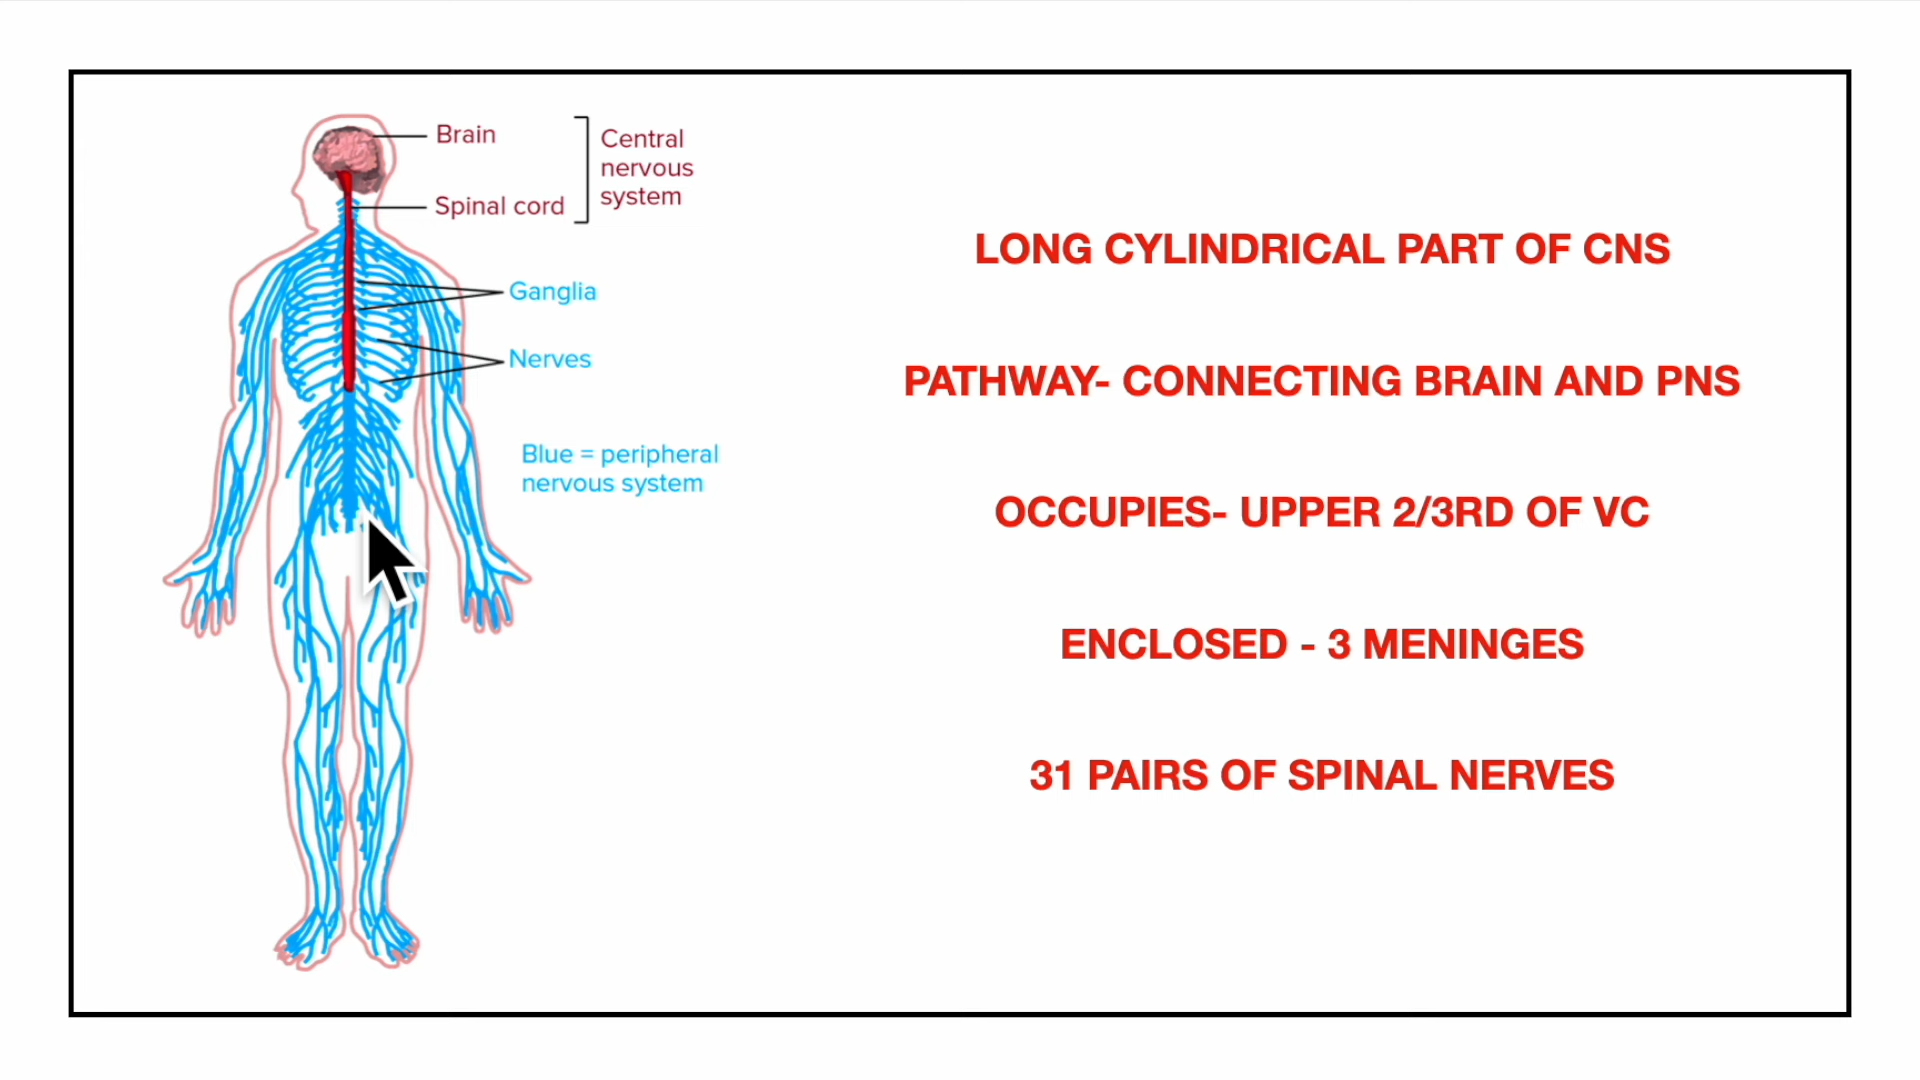 Brain
Spinal cord
Central
nervous
system
Ganglia
Nerves
Blue = peripheral
nervous system
LONG CYLINDRICAL PART OF CNS
PATHWAY- CONNECTING BRAIN AND PNS
OCCUPIES- UPPER 2/3RD OF VC
ENCLOSED - 3 MENINGES
31 PAIRS OF SPINAL NERVES